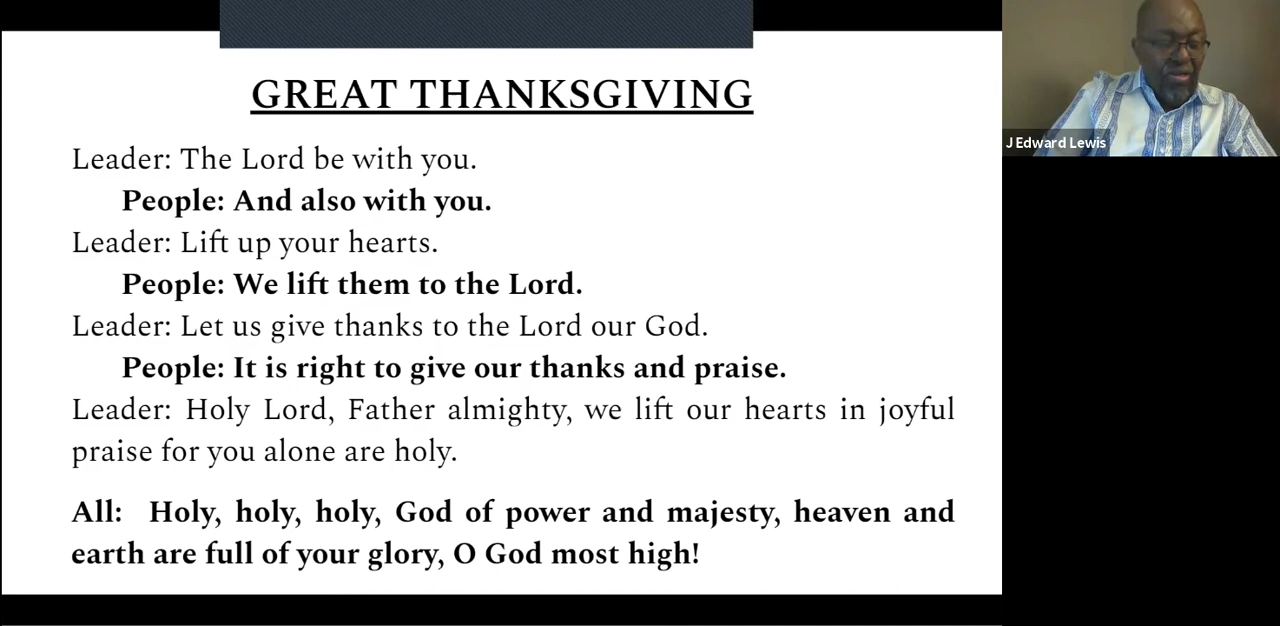 GREAT THANKSGIVING
Leader: The Lord be with you.
People: And also with you.
Leader: Lift up your hearts.
People: We lift them to the Lord.
Leader: Let us give thanks to the Lord our God.
People: It is right to give our thanks and praise.
Leader: Holy Lord, Father almighty, we lift our hearts in joyful
praise for you alone are holy.
All: Holy, holy, holy, God of power and majesty, heaven and
earth are full of your glory, O God most high!
J Edward Lewis